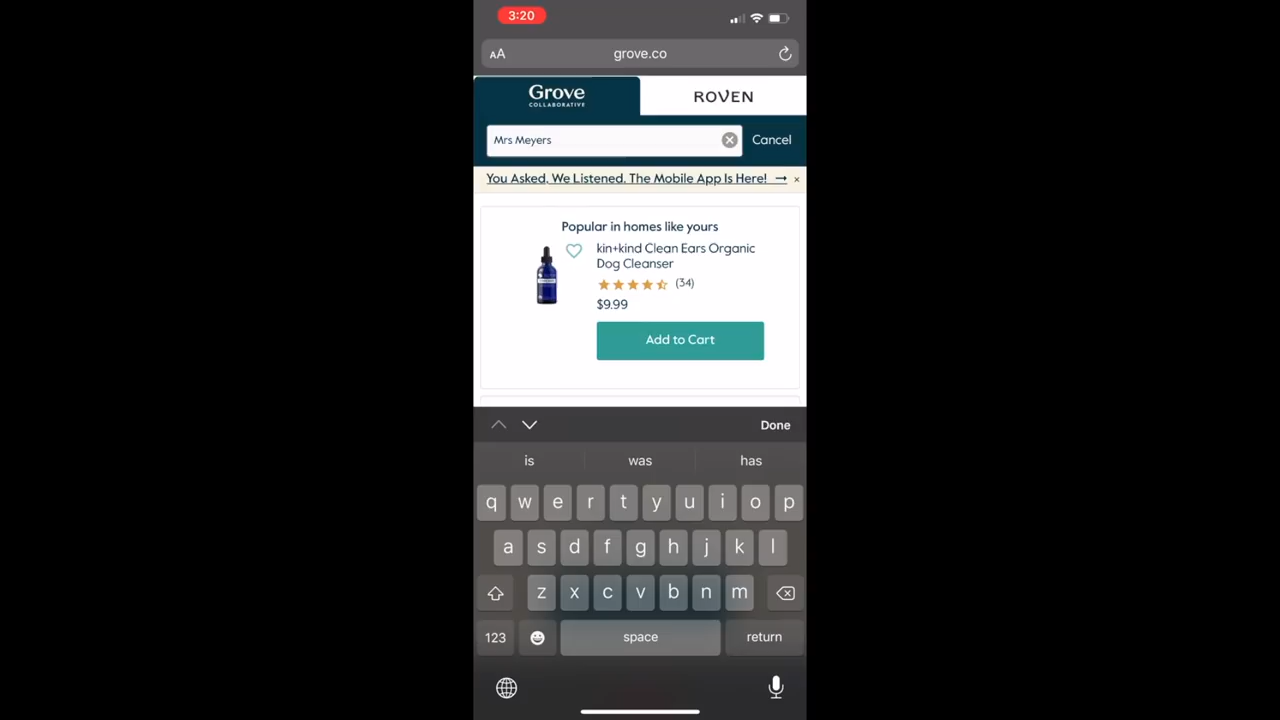 3:20
AA
grove.co
Grove
COLLABORATIVE
ROVEN
Mrs Meyers
Cancel
You Asked, We Listened. The Mobile App Is Here! → ×
Popular in homes like yours
kin+kind Clean Ears Organic
Dog Cleanser
(34)
$9.99
Add to Cart
Done
is was has
q w e r t y u i o p
a s d f g h j k l
z x c v b n m
123 space return